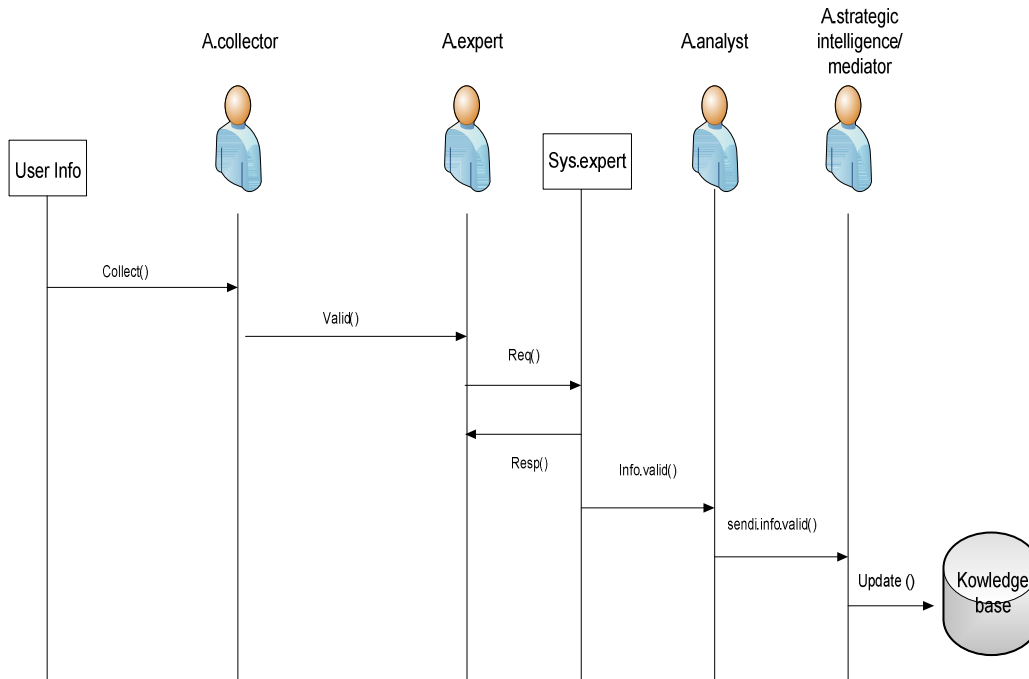 A.collector
A.expert
A.analyst
A.strategic
intelligence/
mediator
User Info
Sys.expert
Collect()
Valid()
Req()
Resp()
Info.valid()
sendi.info.valid()
Update ()
Kowledge
base